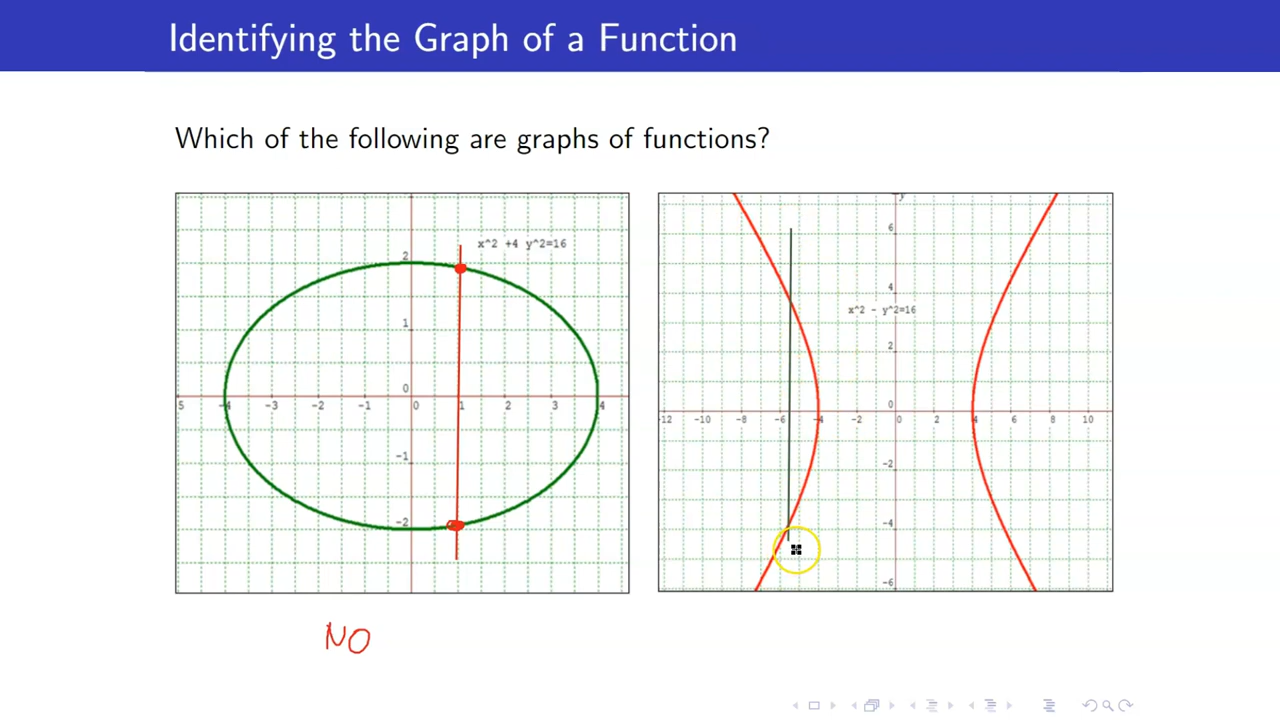 Identifying the Graph of a Function
Which of the following are graphs of functions?
x^2 +4 y^2=16
2
1
0
5 -4 -3 -2 -1 0 1 2 3 4
-1
-2
y
6
4
x^2 - y^2=16
2
0
-12 -10 -8 -6 -4 -2 0 2 4 6 8 10
-2
-4
-6
NO